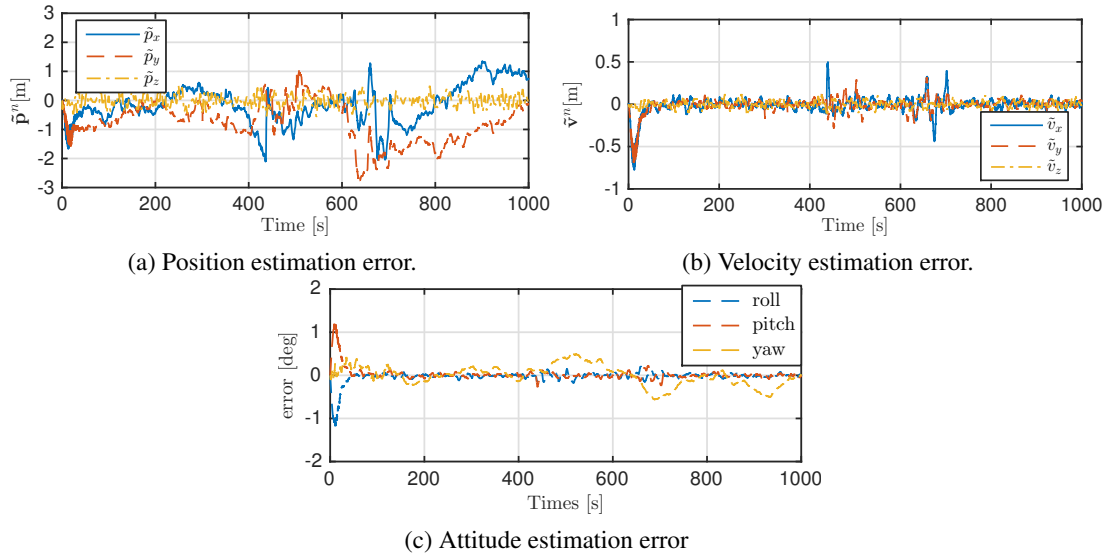 3
2
1
0
-1
-2
-3
p̃ⁿ[m]
p̃ₓ
p̃_y
p̃_z
0 200 400 600 800 1000
Time [s]
(a) Position estimation error.
1
0.5
0
-0.5
-1
ṽⁿ [m]
ṽₓ
ṽ_y
ṽ_z
0 200 400 600 800 1000
Time [s]
(b) Velocity estimation error.
2
1
0
-1
-2
error [deg]
roll
pitch
yaw
0 200 400 600 800 1000
Times [s]
(c) Attitude estimation error